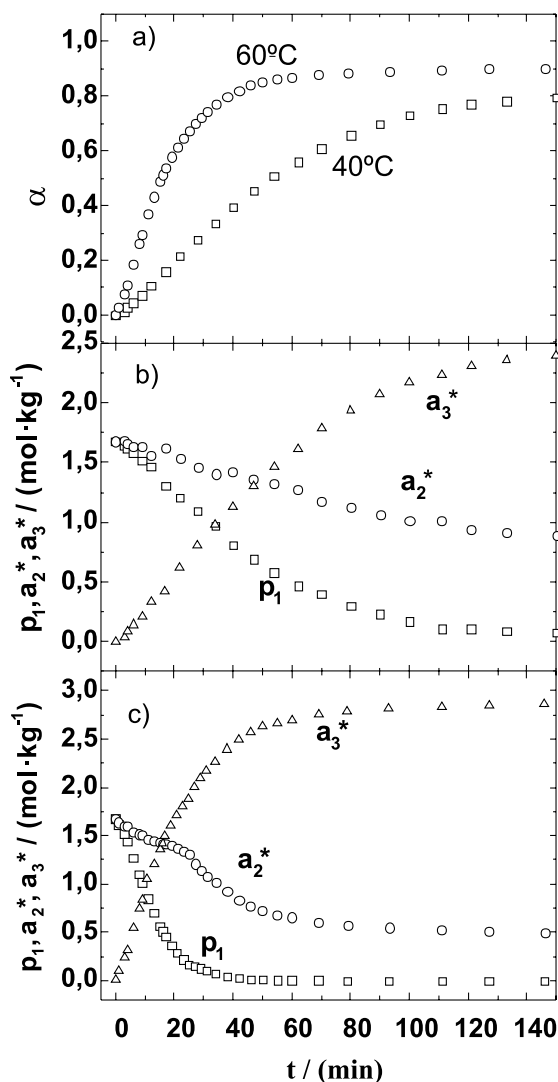 a)
60ºC
40ºC
α
1,0
0,8
0,6
0,4
0,2
0,0
b)
a₃*
a₂*
p₁
p₁, a₂*, a₃* / (mol·kg⁻¹)
2,5
2,0
1,5
1,0
0,5
0,0
c)
a₃*
a₂*
p₁
p₁, a₂*, a₃* / (mol·kg⁻¹)
3,0
2,5
2,0
1,5
1,0
0,5
0,0
0 20 40 60 80 100 120 140
t / (min)